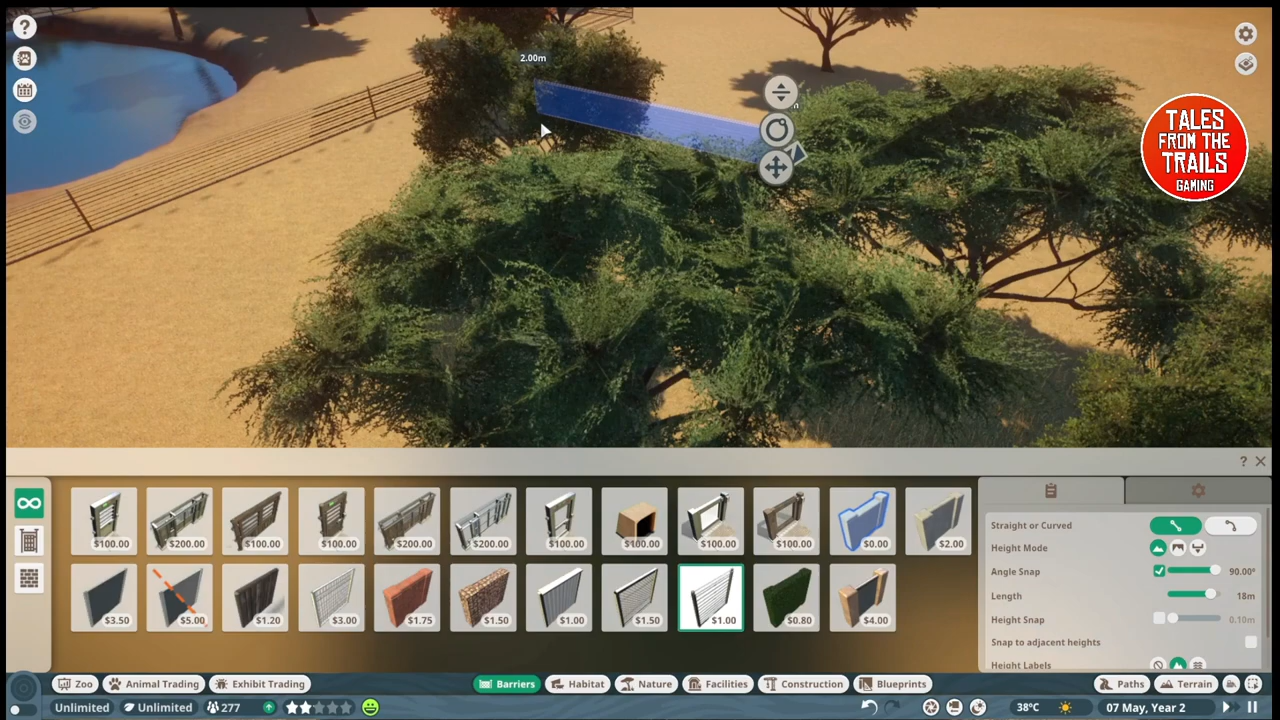 2.00m
TALES
FROM THE
TRAILS
GAMING
? 
$100.00 $200.00 $100.00 $100.00 $200.00 $200.00 $100.00 $100.00 $100.00 $100.00 $0.00 $2.00
$3.50 $5.00 $1.20 $3.00 $1.75 $1.50 $1.00 $1.50 $1.00 $0.80 $4.00
Straight or Curved
Height Mode
Angle Snap 90.00°
Length 18m
Height Snap 0.10m
Snap to adjacent heights
Height Labels
Zoo Animal Trading Exhibit Trading Barriers Habitat Nature Facilities Construction Blueprints Paths Terrain
Unlimited Unlimited 277 38°C 07 May, Year 2